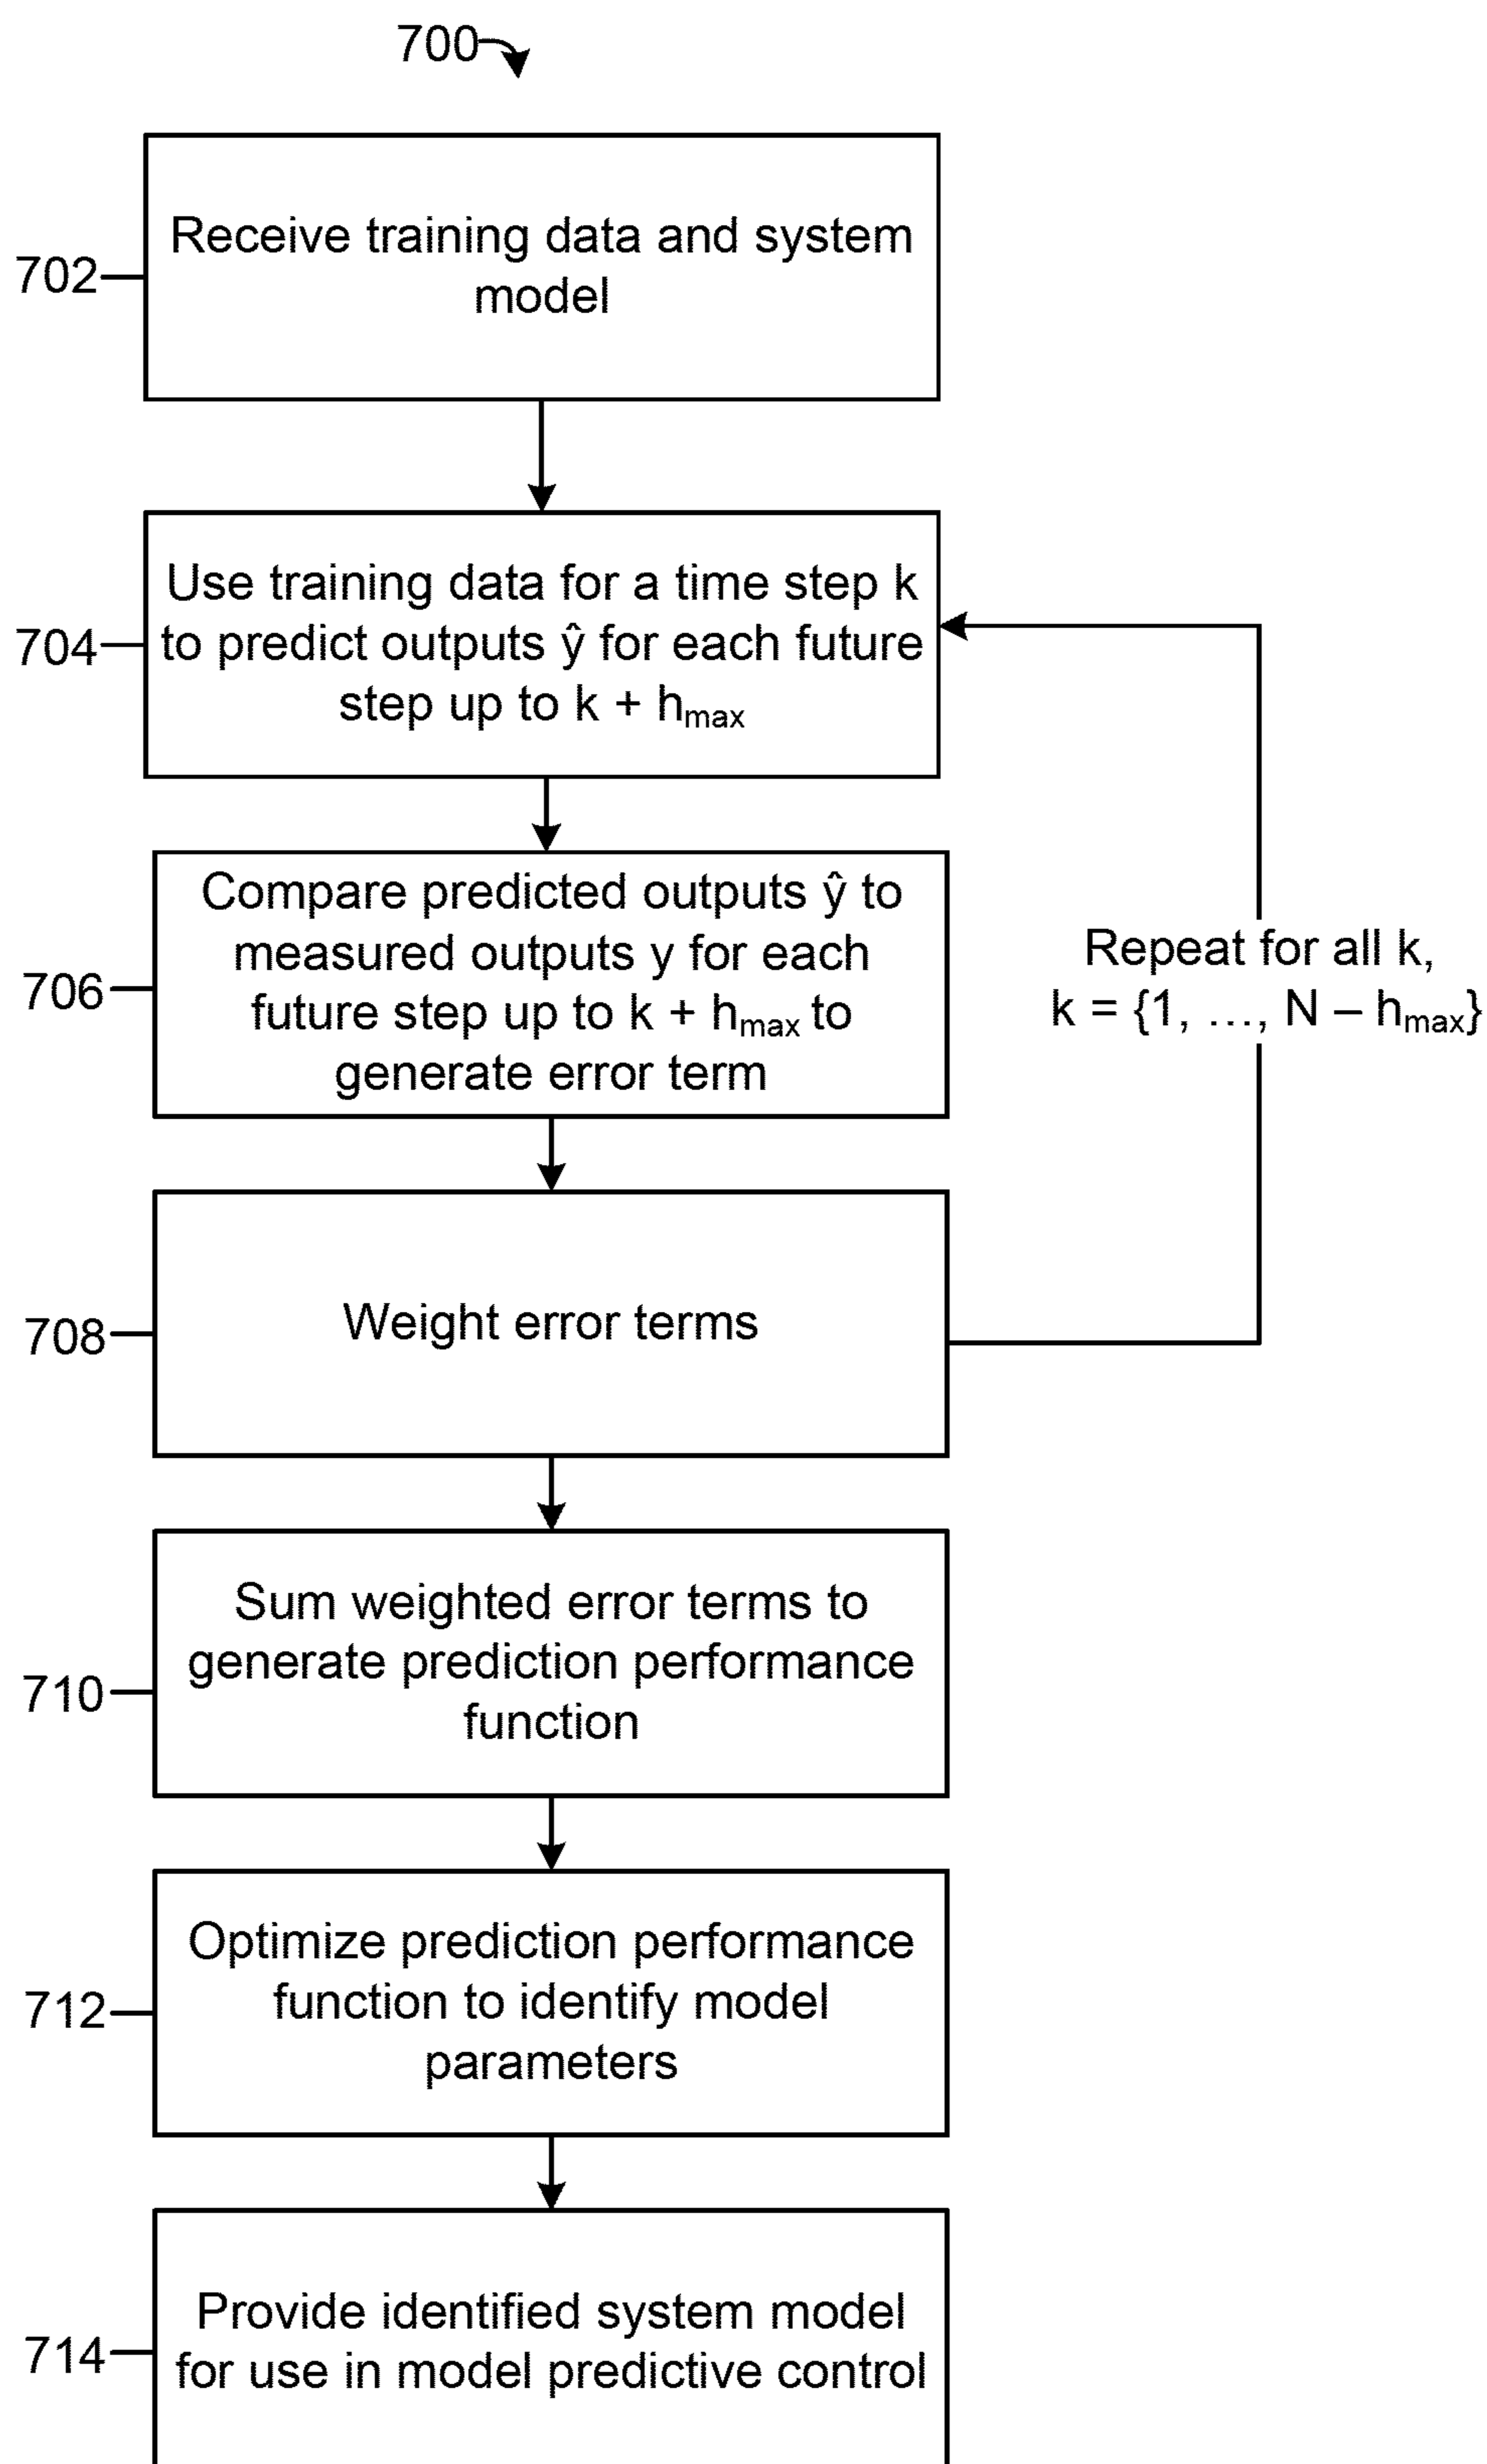 700
702
Receive training data and system
model
704
Use training data for a time step k
to predict outputs ŷ for each future
step up to k + hmax
706
Compare predicted outputs ŷ to
measured outputs y for each
future step up to k + hmax to
generate error term
Repeat for all k,
k = {1, …, N – hmax}
708
Weight error terms
710
Sum weighted error terms to
generate prediction performance
function
712
Optimize prediction performance
function to identify model
parameters
714
Provide identified system model
for use in model predictive control